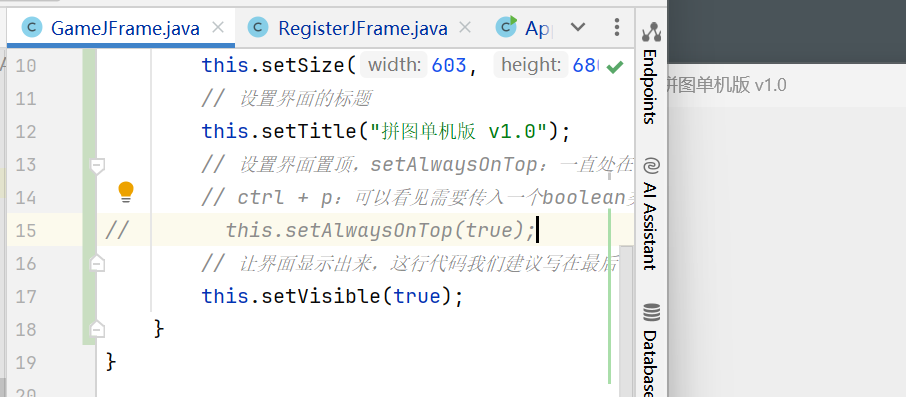 GameJFrame.java
RegisterJFrame.java
10 this.setSize( width: 603, height: 680
11 // 设置界面的标题
12 this.setTitle("拼图单机版 v1.0");
13 // 设置界面置顶，setAlwaysOnTop：一直处在
14 // ctrl + p：可以看见需要传入一个boolean
15 // this.setAlwaysOnTop(true);
16 // 让界面显示出来，这行代码我们建议写在最后
17 this.setVisible(true);
18 }
19 }
20
Endpoints
AI Assistant
Database
拼图单机版 v1.0